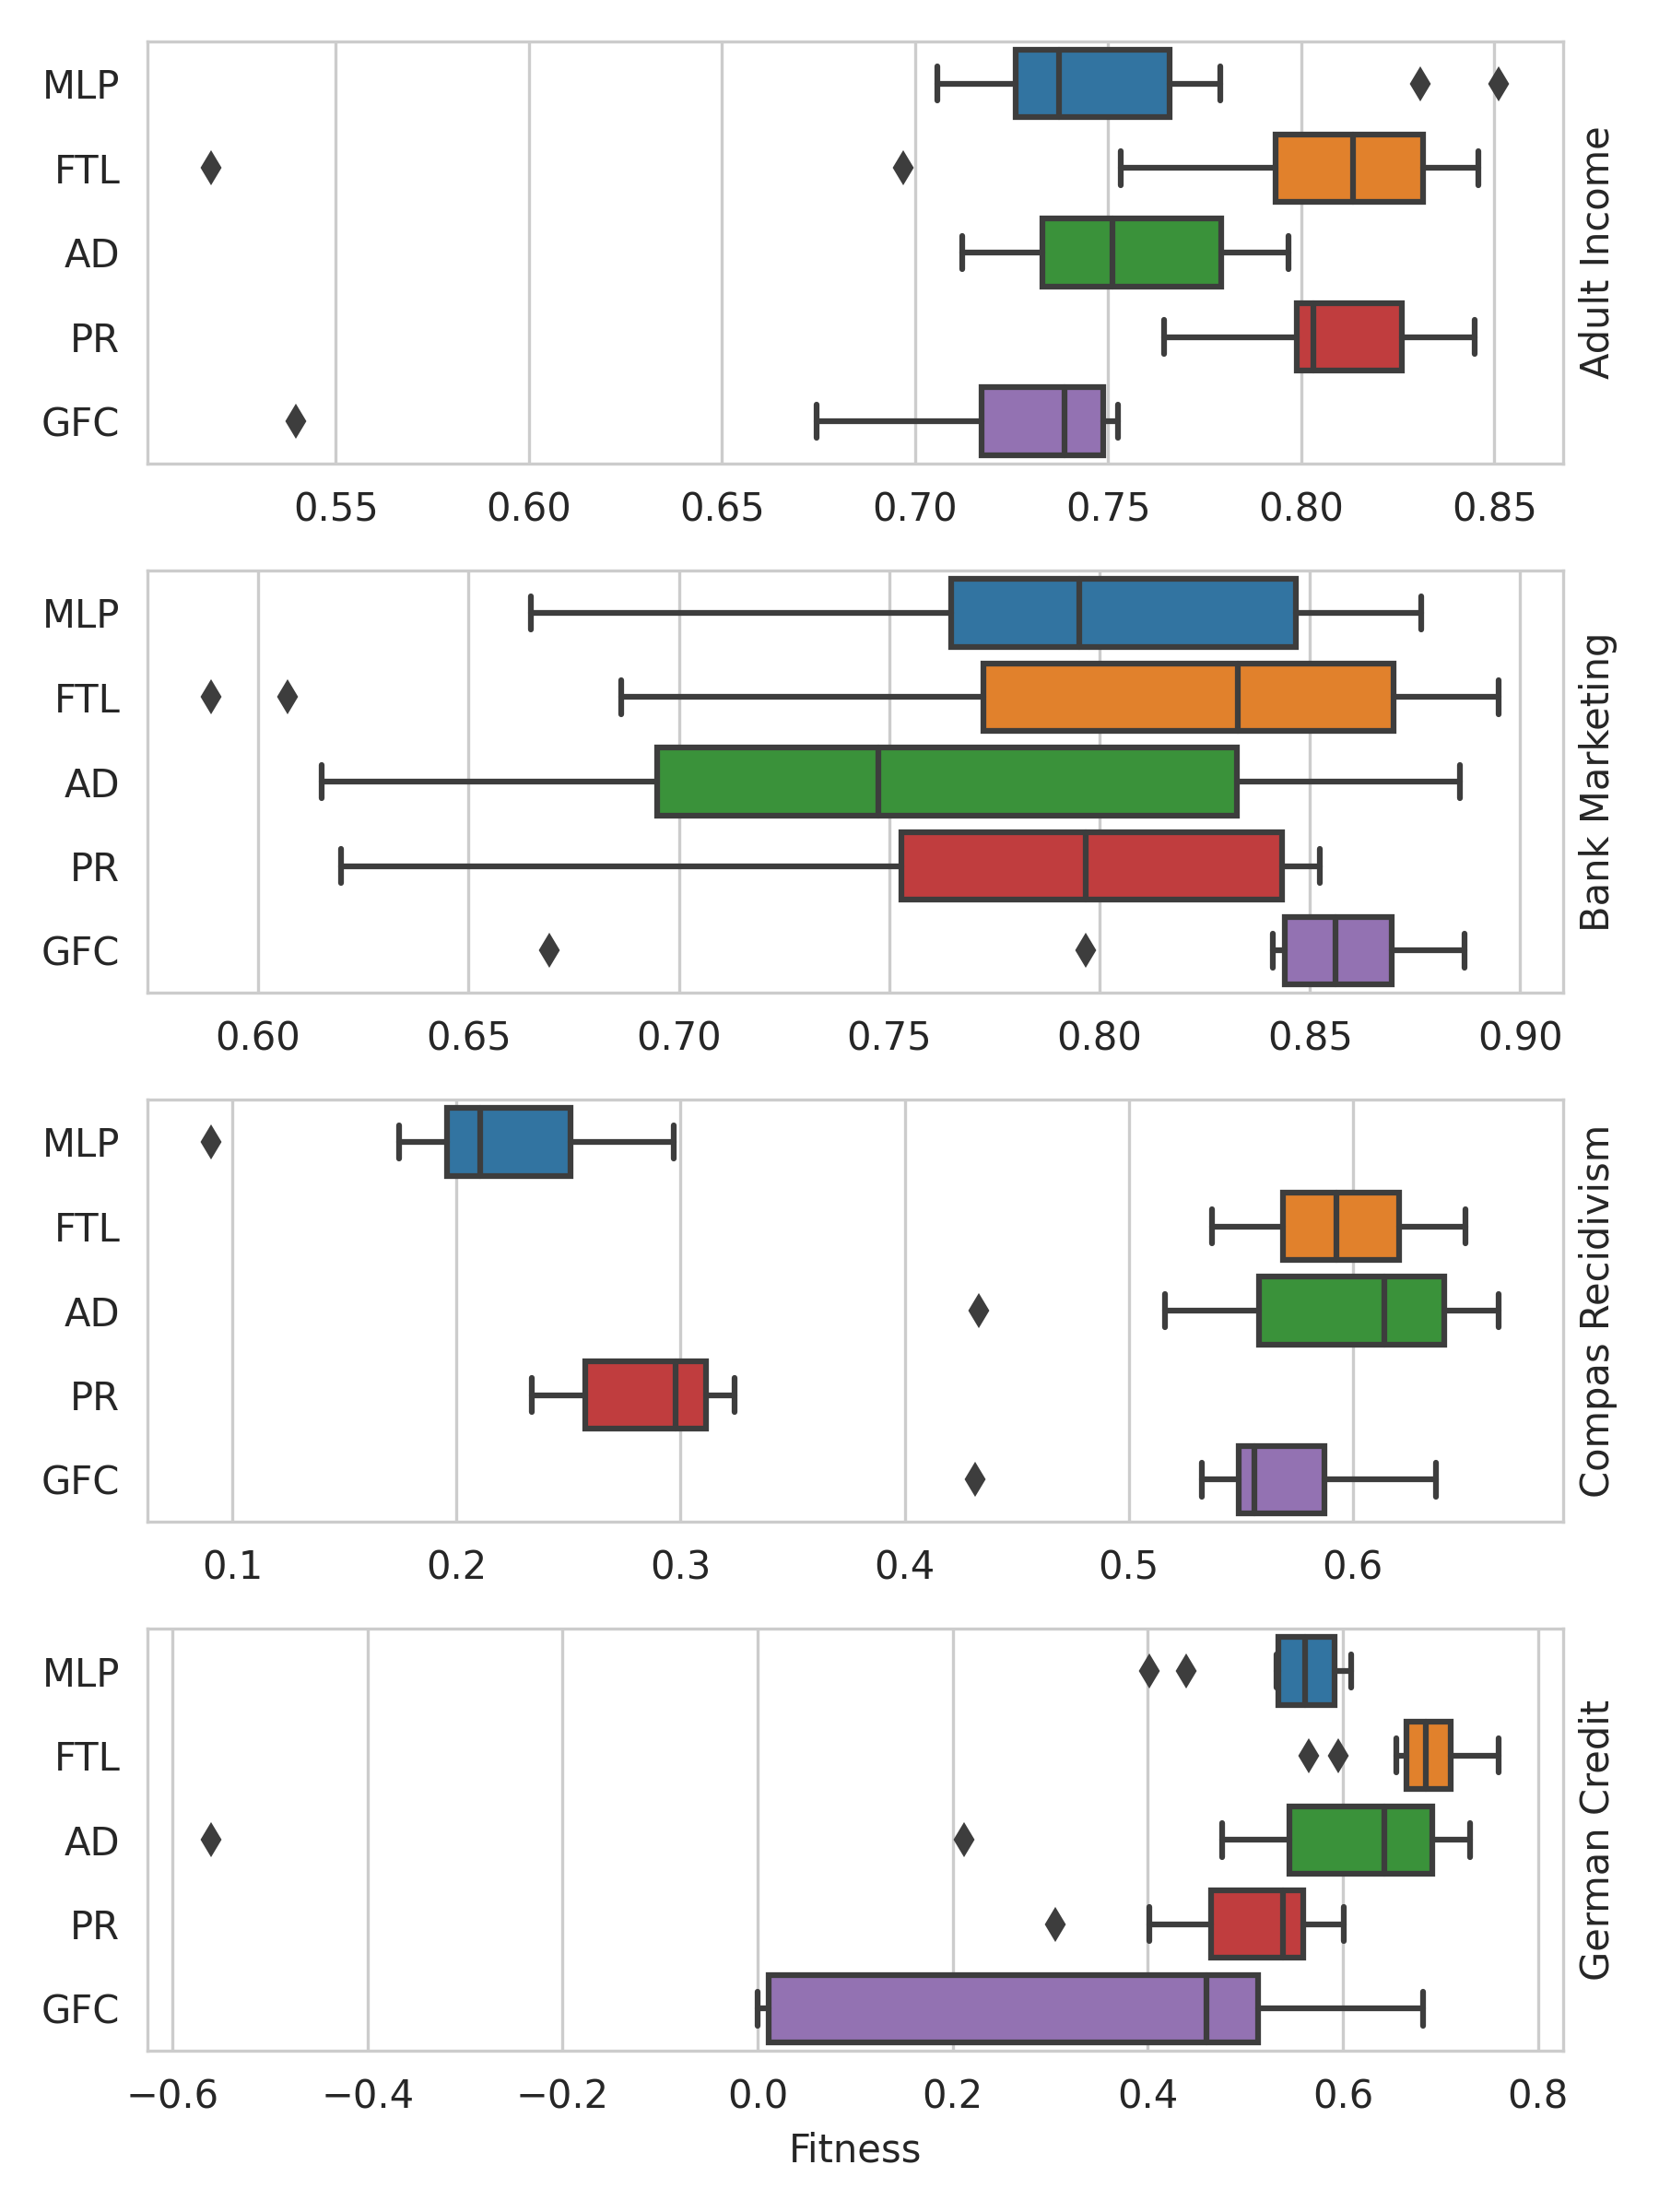 MLP
FTL
AD
PR
GFC
Adult Income
0.55 0.60 0.65 0.70 0.75 0.80 0.85
MLP
FTL
AD
PR
GFC
Bank Marketing
0.60 0.65 0.70 0.75 0.80 0.85 0.90
MLP
FTL
AD
PR
GFC
Compas Recidivism
0.1 0.2 0.3 0.4 0.5 0.6
MLP
FTL
AD
PR
GFC
German Credit
−0.6 −0.4 −0.2 0.0 0.2 0.4 0.6 0.8
Fitness